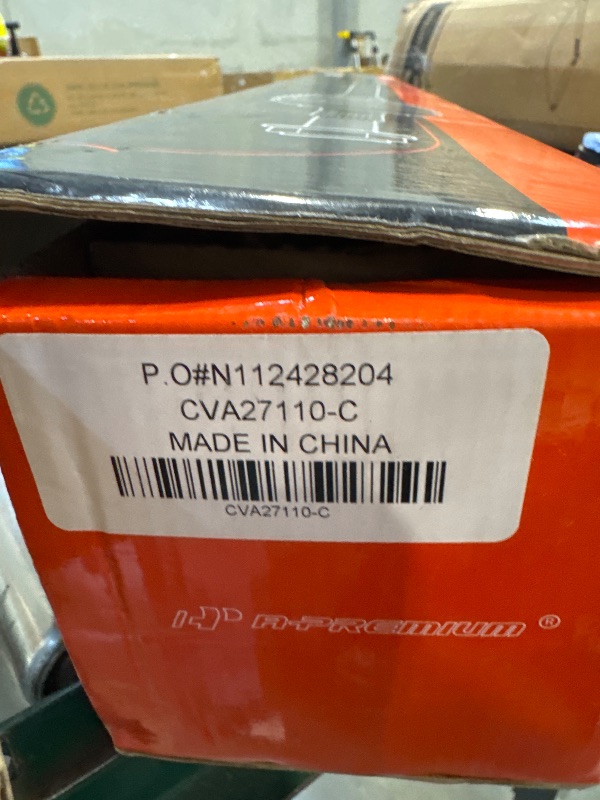 P.O#N112428204
CVA27110-C
MADE IN CHINA
CVA27110-C
A-PREMIUM ®